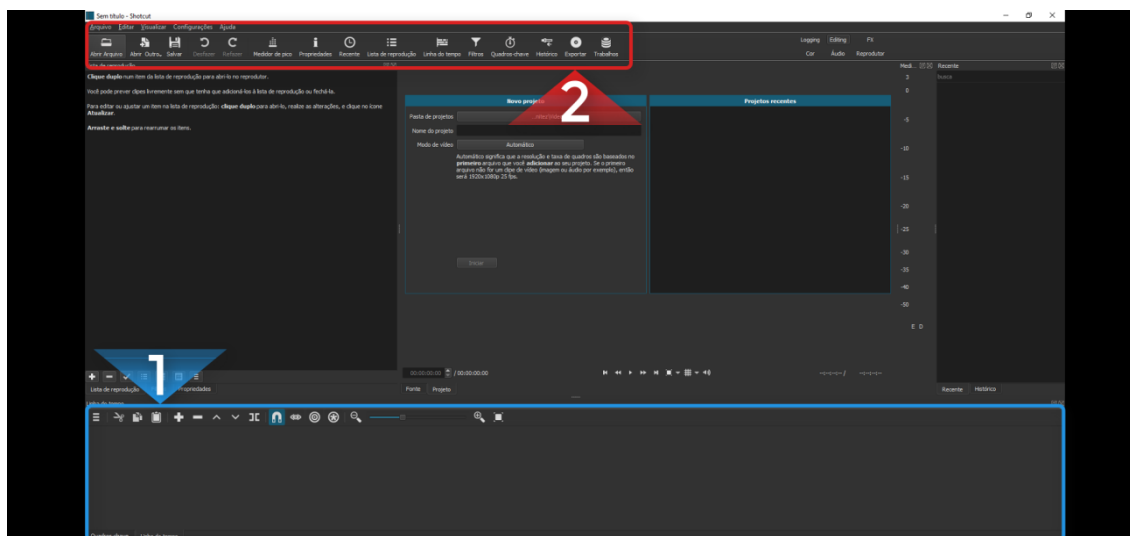 Sem título - Shotcut
Arquivo Editar Visualizar Configurações Ajuda
Abrir Arquivo Abrir Outro.. Salvar Desfazer Refazer Medidor de pico Propriedades Recente Lista de reprodução Linha do tempo Filtros Quadros-chave Histórico Exportar Trabalhos
Logging Editing FX
Cor Áudio Reprodutor
Lista de reprodução
Medi... Recente
busca
Clique duplo num item da lista de reprodução para abri-lo no reprodutor.
Você pode prever clipes livremente sem que tenha que adicioná-los à lista de reprodução ou fechá-la.
Para editar ou ajustar um item na lista de reprodução: clique duplo para abri-lo, realize as alterações, e clique no ícone
Atualizar.
Arraste e solte para rearrumar os itens.
2
Novo projeto
Pasta de projetos
Nome do projeto
Modo de vídeo Automático
Automático significa que a resolução e taxa de quadros são baseados no
primeiro arquivo que você adicionar ao seu projeto. Se o primeiro
arquivo não for um clipe de vídeo (imagem ou áudio por exemplo), então
será 1920x1080p 25 fps.
Iniciar
Projetos recentes
3
0
-5
-10
-15
-20
-25
-30
-35
-40
-50
E D
1
00:00:00:00 / 00:00:00:00
--:--:--:-- / --:--:--:--
Lista de reprodução Propriedades
Fonte Projeto
Recente Histórico
Linha do tempo
Quadros-chave Linha do tempo